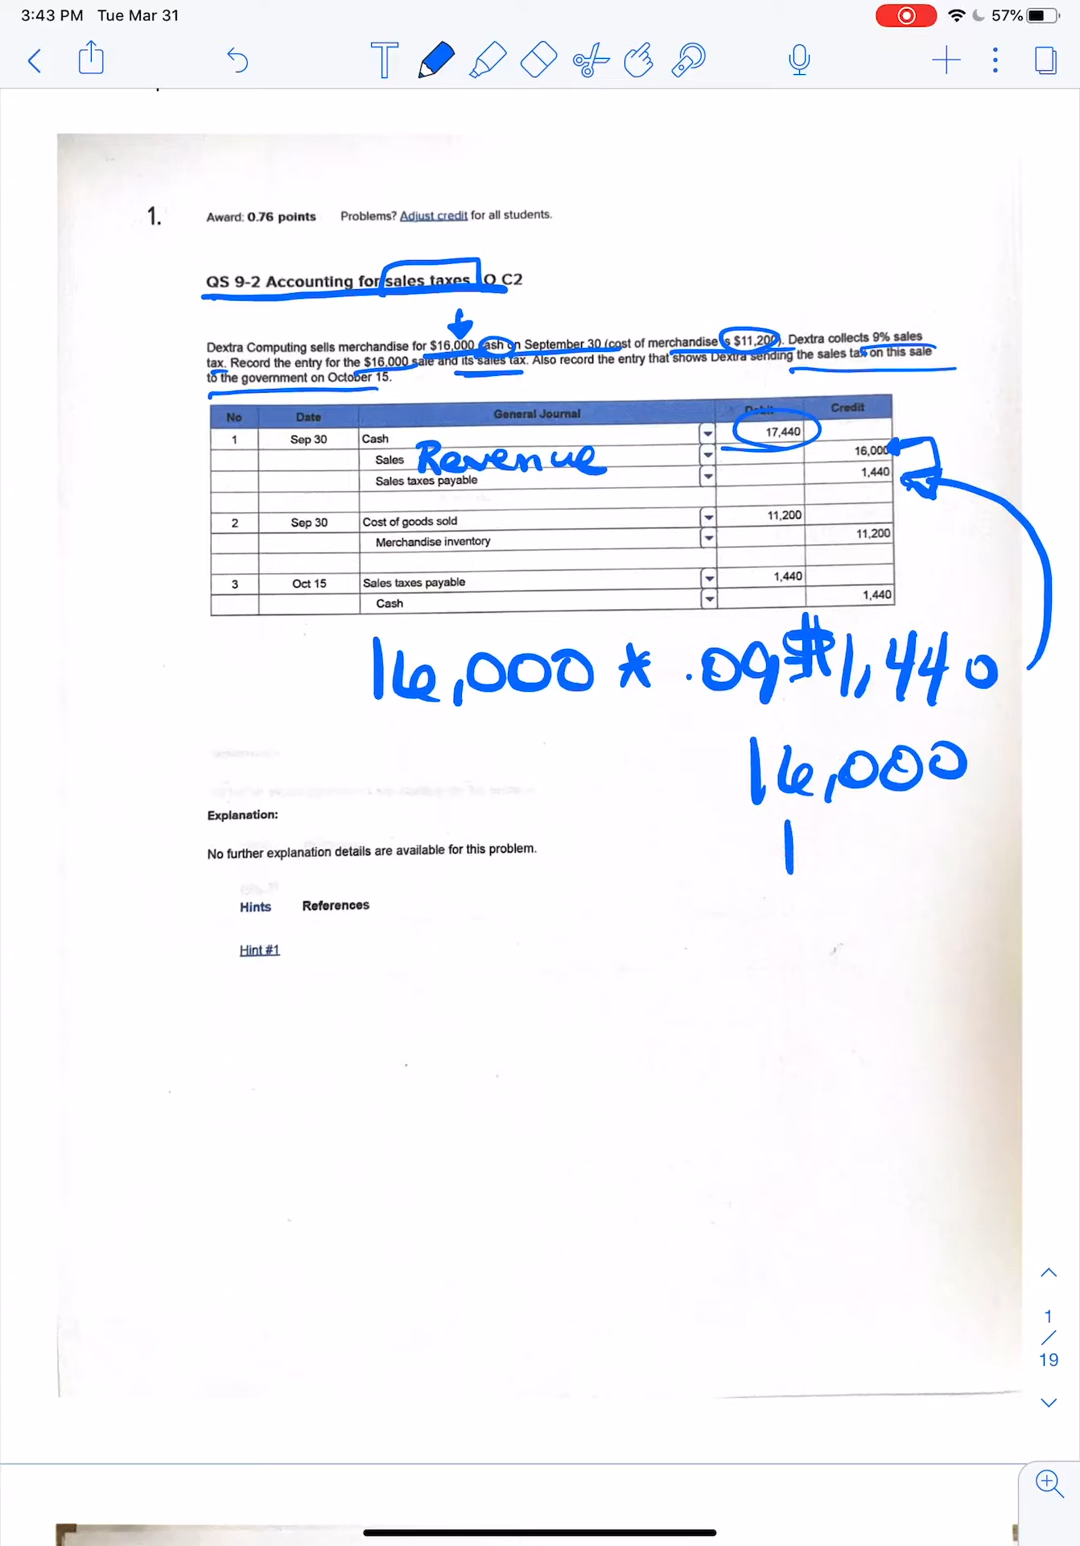 3:43 PM Tue Mar 31
57%
T
1. Award: 0.76 points Problems? Adjust credit for all students.
QS 9-2 Accounting for sales taxes LO C2
Dextra Computing sells merchandise for $16,000 cash on September 30 (cost of merchandise is $11,200). Dextra collects 9% sales
tax. Record the entry for the $16,000 sale and its sales tax. Also record the entry that shows Dextra sending the sales tax on this sale
to the government on October 15.
No Date General Journal Debit Credit
1 Sep 30 Cash 17,440
Sales Revenue 16,000
Sales taxes payable 1,440
2 Sep 30 Cost of goods sold 11,200
Merchandise inventory 11,200
3 Oct 15 Sales taxes payable 1,440
Cash 1,440
16,000 * .09 $1,440
16,000
1
Explanation:
No further explanation details are available for this problem.
Hints References
Hint #1
1
/
19